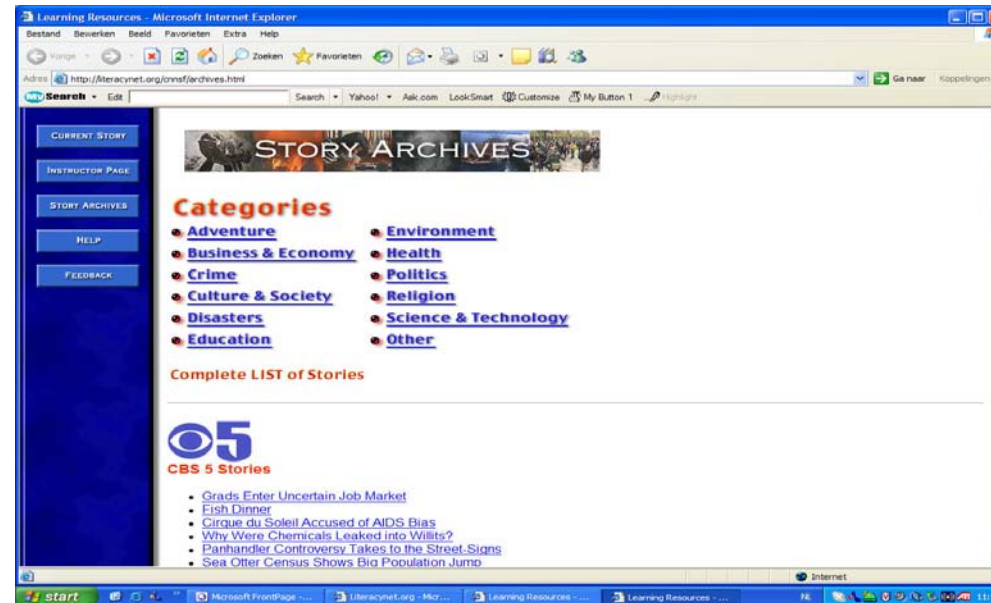 Learning Resources - Microsoft Internet Explorer
Bestand Bewerken Beeld Favorieten Extra Help
Vorige Zoeken Favorieten
Adres http://literacynet.org/cnnsf/archives.html Ga naar Koppelingen
Search Edit Search Yahoo! Ask.com LookSmart Customize My Button 1 Highlight
CURRENT STORY
INSTRUCTOR PAGE
STORY ARCHIVES
HELP
FEEDBACK
STORY ARCHIVES
Categories
Adventure Environment
Business & Economy Health
Crime Politics
Culture & Society Religion
Disasters Science & Technology
Education Other
Complete LIST of Stories
5
CBS 5 Stories
Grads Enter Uncertain Job Market
Fish Dinner
Cirque du Soleil Accused of AIDS Bias
Why Were Chemicals Leaked into Willits?
Panhandler Controversy Takes to the Street-Signs
Sea Otter Census Shows Big Population Jump
Internet
start Microsoft FrontPage -... Literacynet.org - Micr... Learning Resources - ... Learning Resources - ... NL 11: